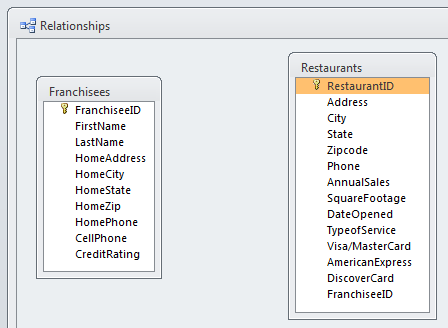 Relationships
Franchisees
FranchiseeID
FirstName
LastName
HomeAddress
HomeCity
HomeState
HomeZip
HomePhone
CellPhone
CreditRating
Restaurants
RestaurantID
Address
City
State
Zipcode
Phone
AnnualSales
SquareFootage
DateOpened
TypeofService
Visa/MasterCard
AmericanExpress
DiscoverCard
FranchiseeID